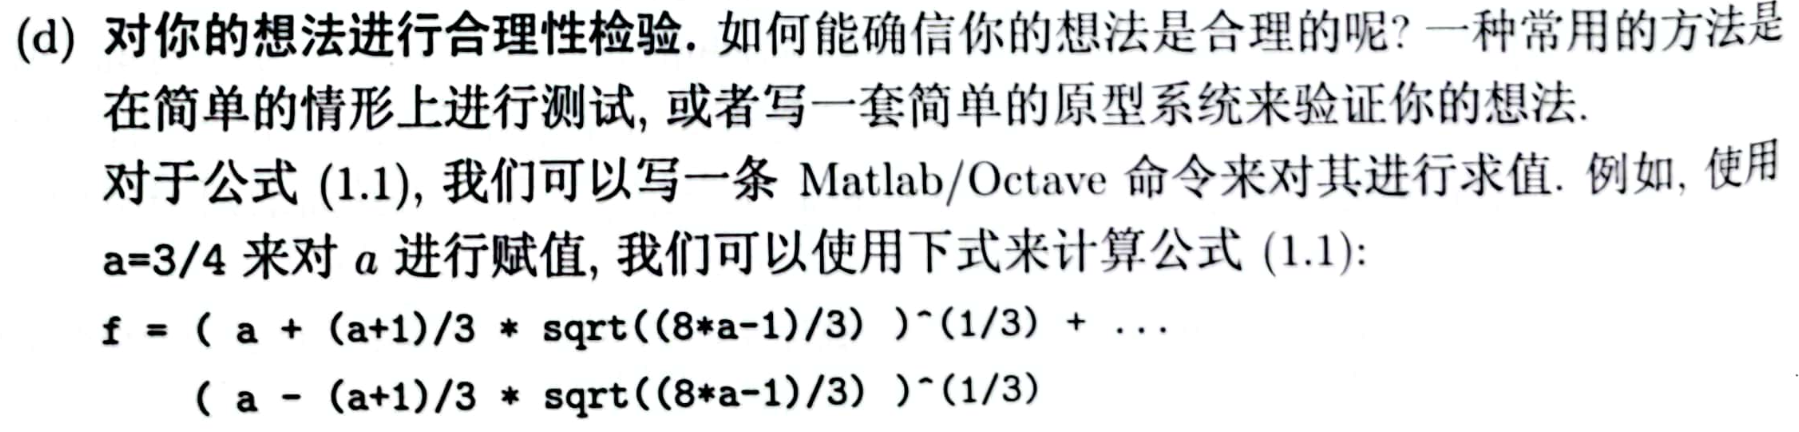 (d) 对你的想法进行合理性检验. 如何能确信你的想法是合理的呢? 一种常用的方法是
在简单的情形上进行测试, 或者写一套简单的原型系统来验证你的想法.
对于公式 (1.1), 我们可以写一条 Matlab/Octave 命令来对其进行求值. 例如, 使用
a=3/4 来对 a 进行赋值, 我们可以使用下式来计算公式 (1.1):
f = ( a + (a+1)/3 * sqrt((8*a-1)/3) )^(1/3) + ...
( a - (a+1)/3 * sqrt((8*a-1)/3) )^(1/3)